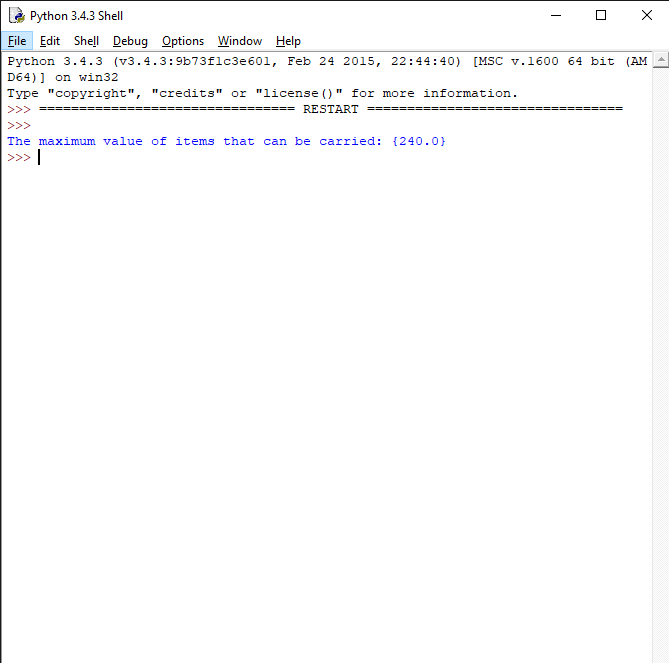 Python 3.4.3 Shell
File Edit Shell Debug Options Window Help
Python 3.4.3 (v3.4.3:9b73f1c3e601, Feb 24 2015, 22:44:40) [MSC v.1600 64 bit (AM
D64)] on win32
Type "copyright", "credits" or "license()" for more information.
>>> ================================ RESTART ================================
>>>
The maximum value of items that can be carried: {240.0}
>>>